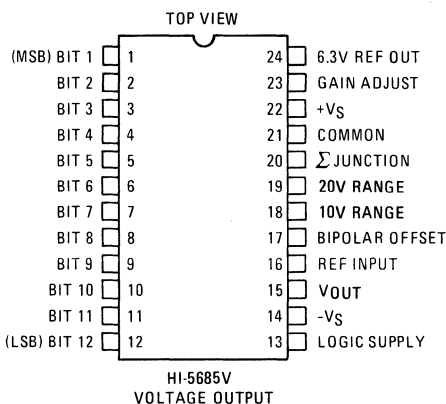 TOP VIEW
(MSB) BIT 1 1 24 6.3V REF OUT
BIT 2 2 23 GAIN ADJUST
BIT 3 3 22 +VS
BIT 4 4 21 COMMON
BIT 5 5 20 Σ JUNCTION
BIT 6 6 19 20V RANGE
BIT 7 7 18 10V RANGE
BIT 8 8 17 BIPOLAR OFFSET
BIT 9 9 16 REF INPUT
BIT 10 10 15 VOUT
BIT 11 11 14 -VS
(LSB) BIT 12 12 13 LOGIC SUPPLY
HI-5685V
VOLTAGE OUTPUT